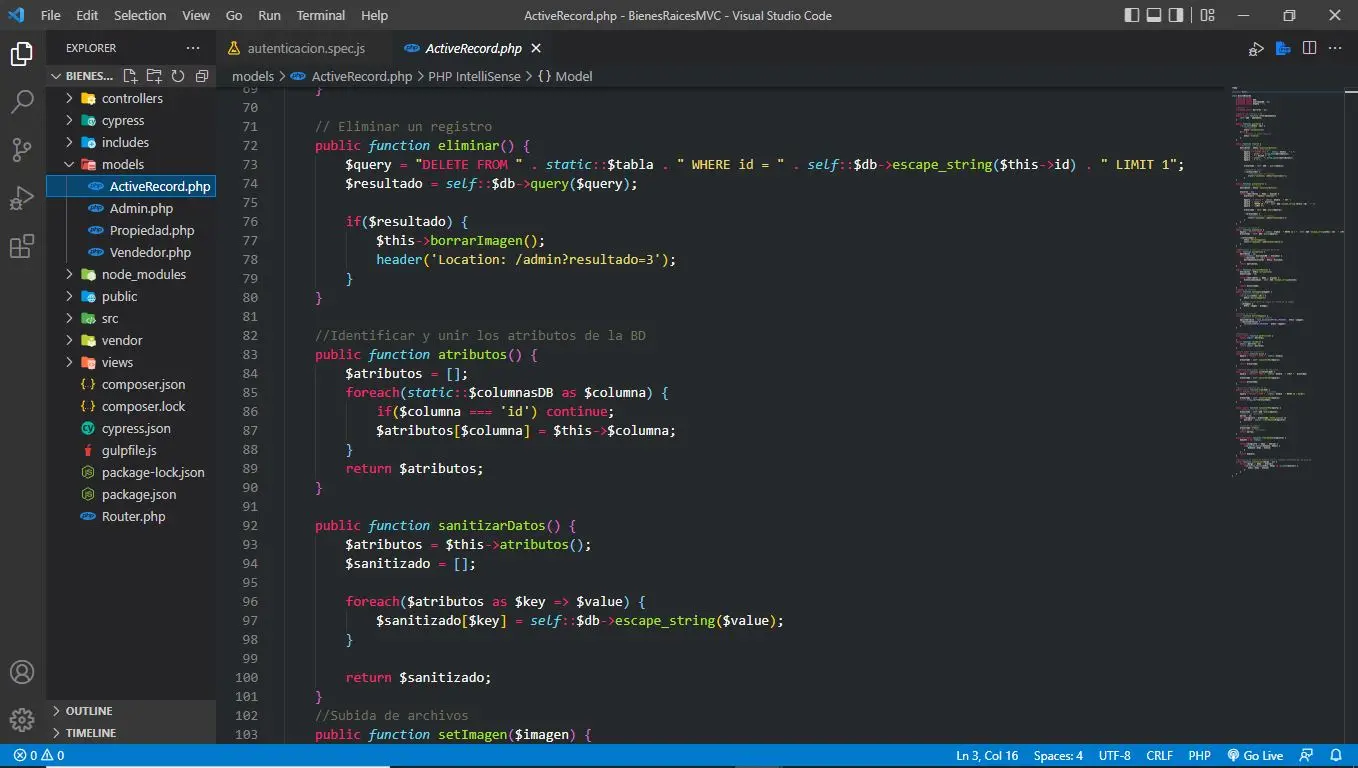 File Edit Selection View Go Run Terminal Help ActiveRecord.php - BienesRaicesMVC - Visual Studio Code
EXPLORER
autenticacion.spec.js ActiveRecord.php
BIENES...
models > ActiveRecord.php > PHP IntelliSense > {} Model
controllers
cypress
includes
models
ActiveRecord.php
Admin.php
Propiedad.php
Vendedor.php
node_modules
public
src
vendor
views
composer.json
composer.lock
cypress.json
gulpfile.js
package-lock.json
package.json
Router.php
OUTLINE
TIMELINE
69 }
70
71 // Eliminar un registro
72 public function eliminar() {
73 $query = "DELETE FROM " . static::$tabla . " WHERE id = " . self::$db->escape_string($this->id) . " LIMIT 1";
74 $resultado = self::$db->query($query);
75
76 if($resultado) {
77 $this->borrarImagen();
78 header('Location: /admin?resultado=3');
79 }
80 }
81
82 //Identificar y unir los atributos de la BD
83 public function atributos() {
84 $atributos = [];
85 foreach(static::$columnasDB as $columna) {
86 if($columna === 'id') continue;
87 $atributos[$columna] = $this->$columna;
88 }
89 return $atributos;
90 }
91
92 public function sanitizarDatos() {
93 $atributos = $this->atributos();
94 $sanitizado = [];
95
96 foreach($atributos as $key => $value) {
97 $sanitizado[$key] = self::$db->escape_string($value);
98 }
99
100 return $sanitizado;
101 }
102 //Subida de archivos
103 public function setImagen($imagen) {
0 0 Ln 3, Col 16 Spaces: 4 UTF-8 CRLF PHP Go Live